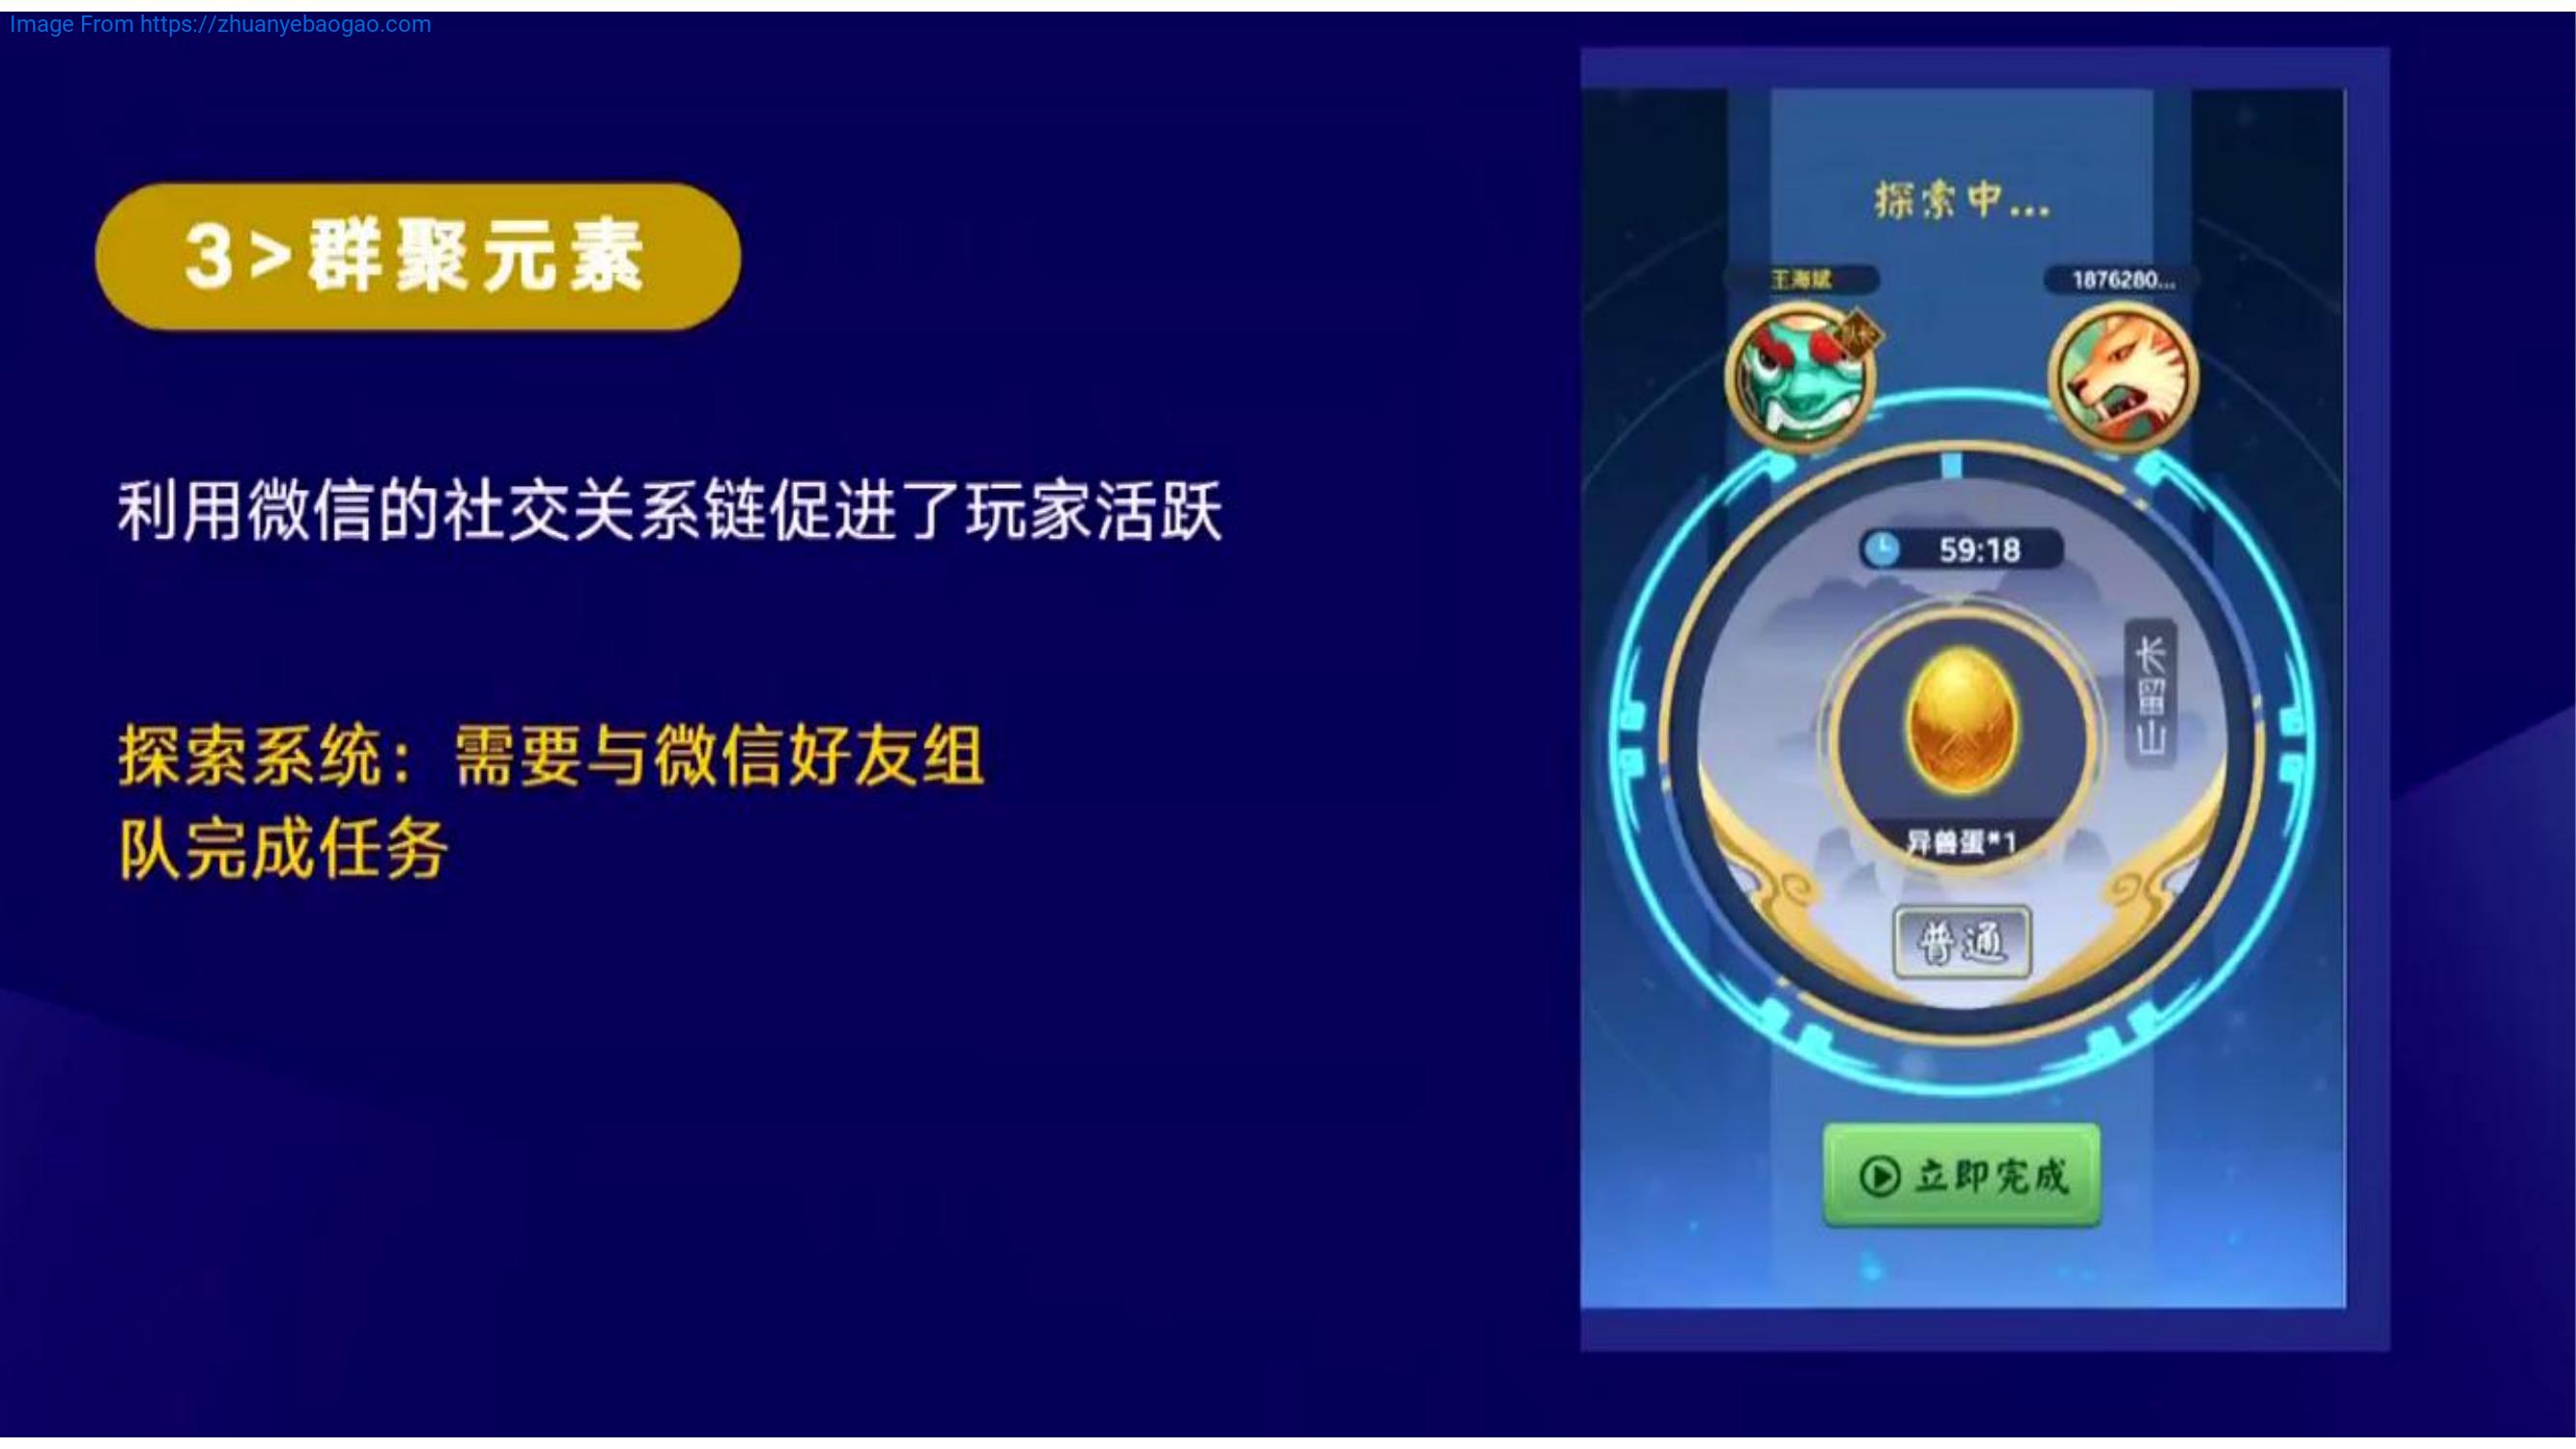 Image From https://zhuanyebaogao.com
3>群聚元素
利用微信的社交关系链促进了玩家活跃
探索系统：需要与微信好友组
队完成任务
探索中...
王海斌
1876280...
59:18
长留山
异兽蛋*1
普通
立即完成